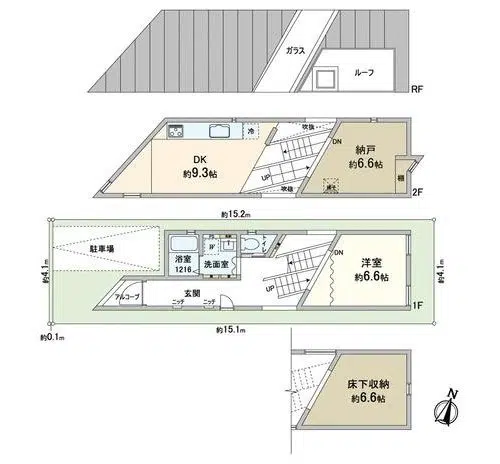 ガラス
ルーフ
RF
冷
吹抜
DN
納戸
約6.6帖
DK
約9.3帖
UP
吹抜
棚
2F
約15.2m
駐車場
約4.1m
約4.1m
PS
浴室
1216
W
洗面室
トイレ
DN
洋室
約6.6帖
UP
アルコーブ
玄関
ニッチ
ニッチ
1F
約0.1m
約15.1m
床下収納
約6.6帖
N